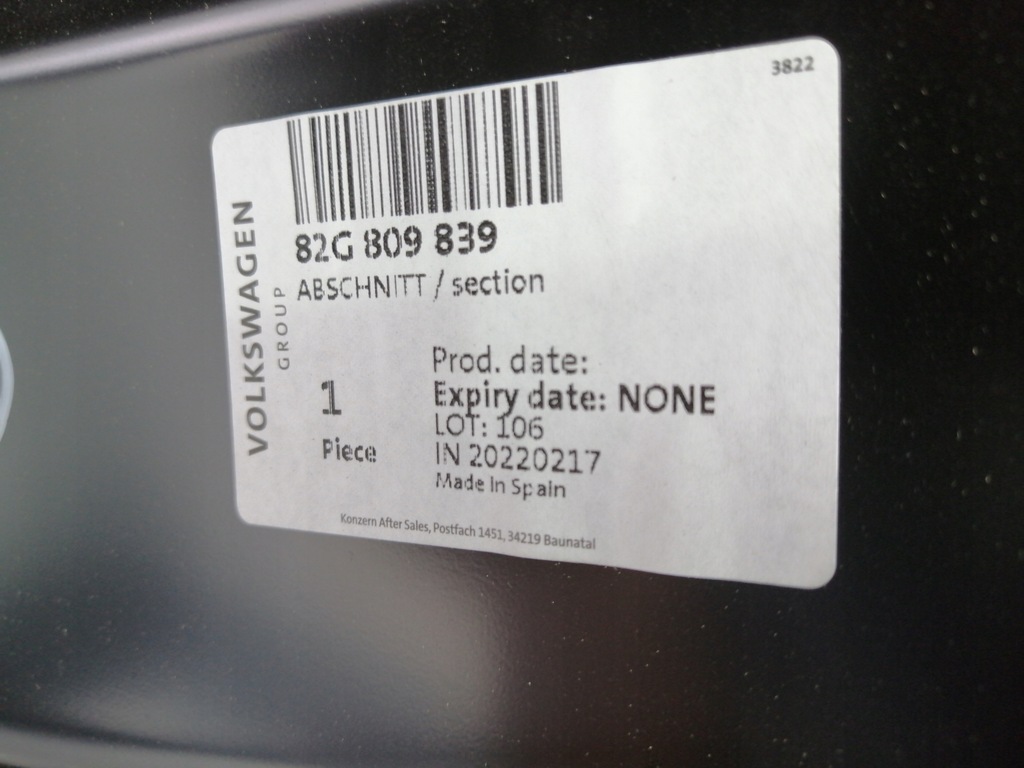 3822
VOLKSWAGEN
GROUP
82G 809 839
ABSCHNITT / section
1
Piece
Prod. date:
Expiry date: NONE
LOT: 106
IN 20220217
Made In Spain
Konzern After Sales, Postfach 1451, 34219 Baunatal